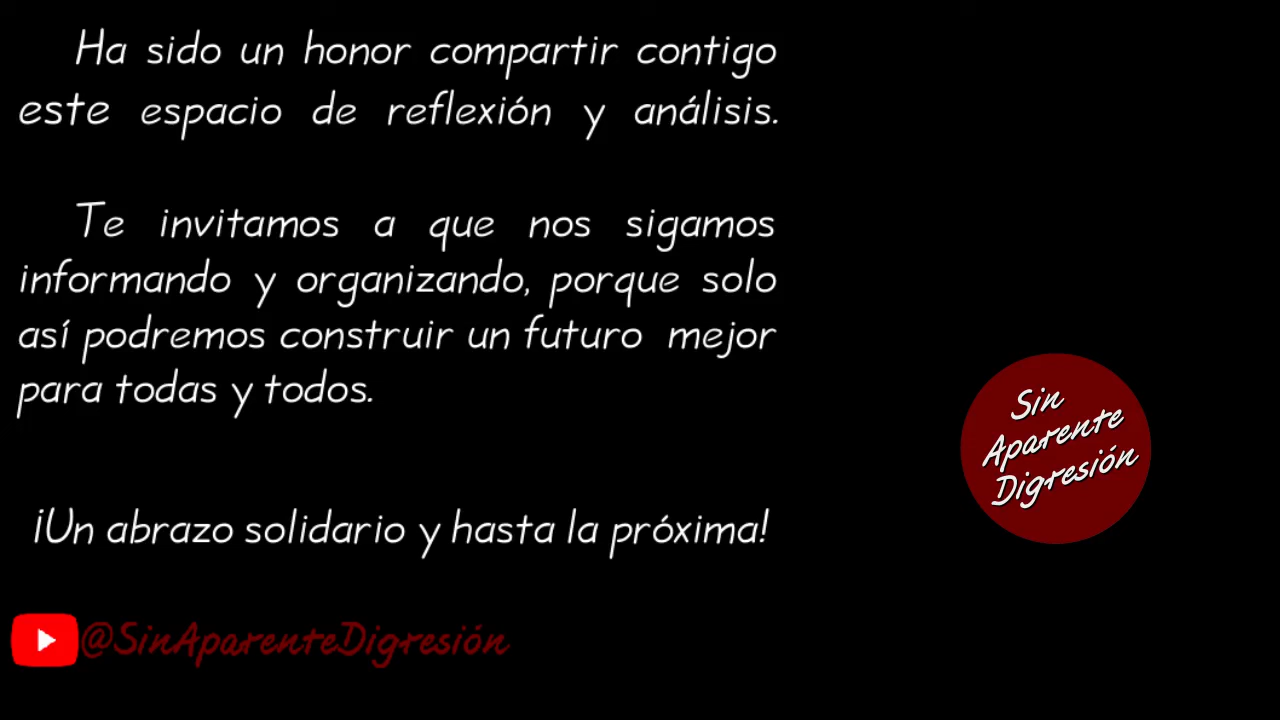 Ha sido un honor compartir contigo
este espacio de reflexión y análisis.
Te invitamos a que nos sigamos
informando y organizando, porque solo
así podremos construir un futuro mejor
para todas y todos.
¡Un abrazo solidario y hasta la próxima!
@SinAparenteDigresión
Sin
Aparente
Digresión